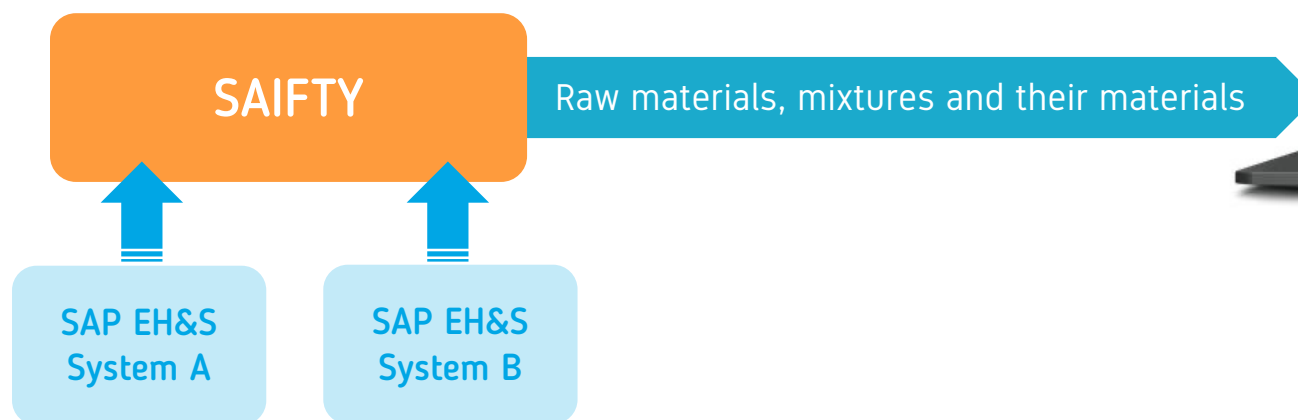 SAIFTY
Raw materials, mixtures and their materials
SAP EH&S
System A
SAP EH&S
System B